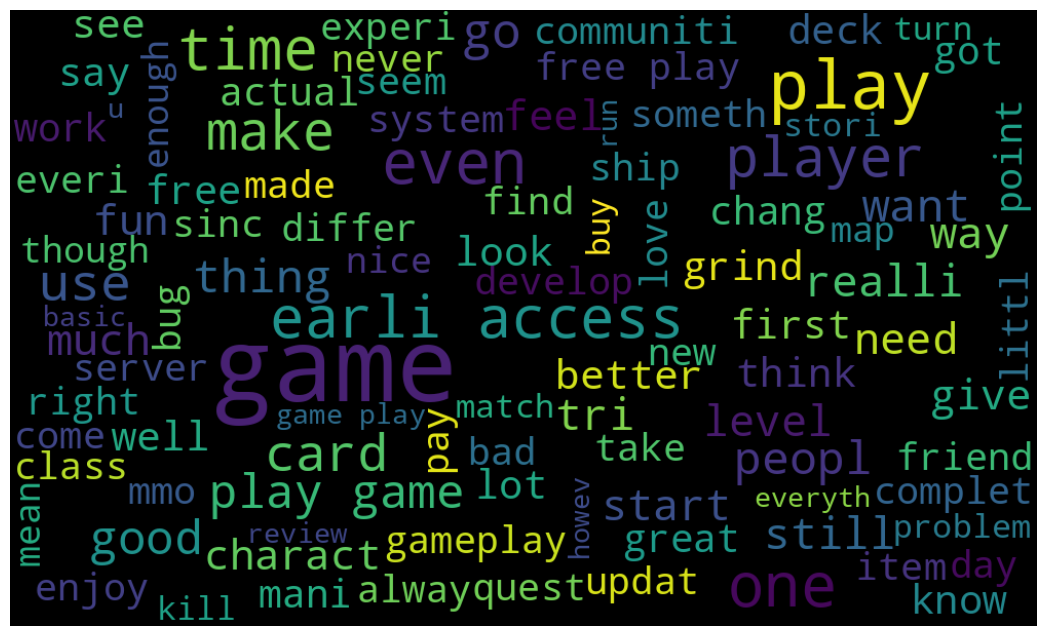 see
time
experi
go
communiti
deck
turn
say
enough
never
free play
play
got
actual
seem
work
u
make
system
feel
run
someth
stori
everi
free
made
even
ship
player
point
fun
sinc
differ
find
buy
love
chang
map
want
way
though
thing
nice
look
develop
grind
realli
use
basic
bug
earli access
first
need
littl
much
server
game
new
better
think
right
game play
match
tri
level
give
come
well
card
pay
bad
take
peopl
friend
class
mean
mmo
play game
lot
howev
start
everyth
complet
good
review
charact
gameplay
great
still
problem
enjoy
kill
mani
alway
quest
updat
one
item
day
know